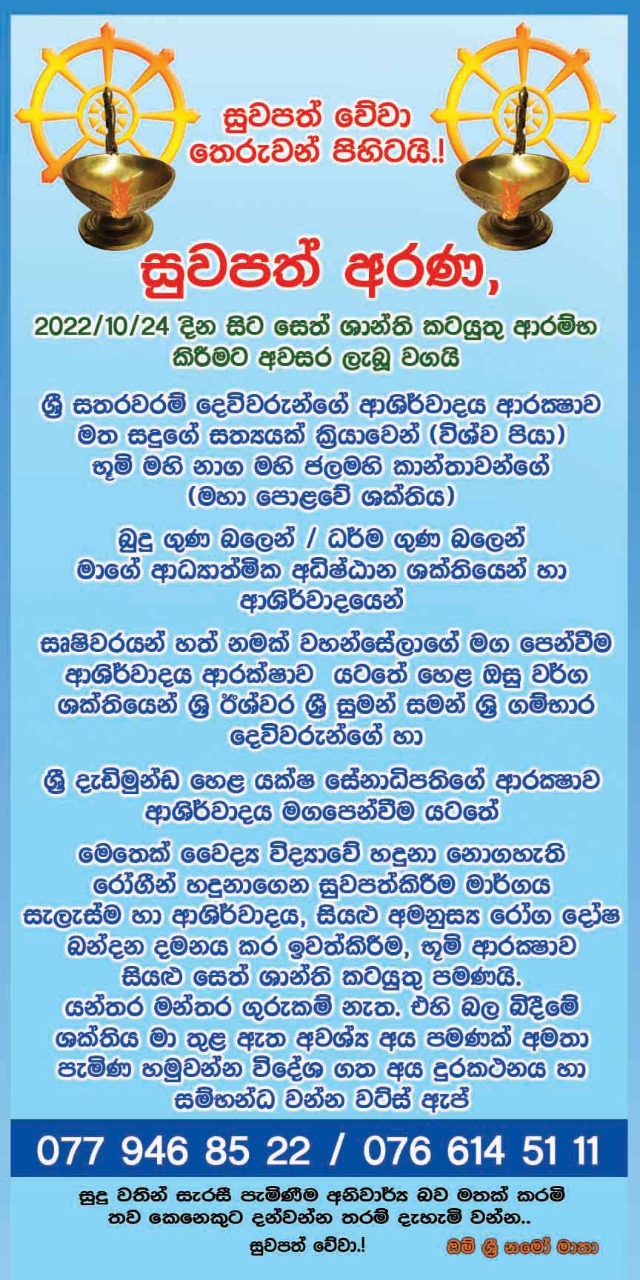 සුවපත් වේවා
තෙරුවන් පිහිටයි.!
සුවපත් අරණ,
2022/10/24 දින සිට සෙත් ශාන්ති කටයුතු ආරම්භ
කිරීමට අවසර ලැබූ වගයි
ශ්‍රී සතරවරම් දෙවිවරුන්ගේ ආශිර්වාදය ආරක්‍ෂාව
මත සඳුගේ සත්‍යයක් ක්‍රියාවෙන් (විශ්ව පියා)
භූමි මහි නාග මහි ජලමහි කාන්තාවන්ගේ
(මහා පොළවේ ශක්තිය)
බුදු ගුණ බලෙන් / ධර්ම ගුණ බලෙන්
මාගේ ආධ්‍යාත්මික අධිෂ්ඨාන ශක්තියෙන් හා
ආශිර්වාදයෙන්
සෘෂිවරයන් හත් නමක් වහන්සේලාගේ මග පෙන්වීම
ආශිර්වාදය ආරක්ෂාව යටතේ හෙළ ඔසු වර්ග
ශක්තියෙන් ශ්‍රි ඊශ්වර ශ්‍රී සුමන් සමන් ශ්‍රි ගම්භාර
දෙවිවරුන්ගේ හා
ශ්‍රී දැඩිමුන්ඩ හෙළ යක්ෂ සේනාධිපතිගේ ආරක්‍ෂාව
ආශිර්වාදය මගපෙන්වීම යටතේ
මෙතෙක් වෛද්‍ය විද්‍යාවේ හඳුනා නොගැති
රෝගීන් හඳුනාගෙන සුවපත්කිරීම මාර්ගය
සැලැස්ම හා ආශිර්වාදය, සියළු අමනුස්‍ය රෝග දෝෂ
බන්දන දමනය කර ඉවත්කිරීම, භූමි ආරක්‍ෂාව
සියළු සෙත් ශාන්ති කටයුතු පමණයි.
යන්තර මන්තර ගුරුකම් නැත. එහි බල බිදීමේ
ශක්තිය මා තුළ ඇත අවශ්‍ය අය පමණක් අමතා
පැමිණ හමුවන්න විදේශ ගත අය දුරකථනය හා
සම්භන්ධ වන්න වට්ස් ඇප්
077 946 85 22 / 076 614 51 11
සුදු වතින් සැරසී පැමිණීම අනිවාර්ය බව මතක් කරමි
තව කෙනෙකුට දන්වන්න තරම් දැහැමි වන්න..
සුවපත් වේවා.!
ඔම් ශ්‍රී නමෝ මාතා